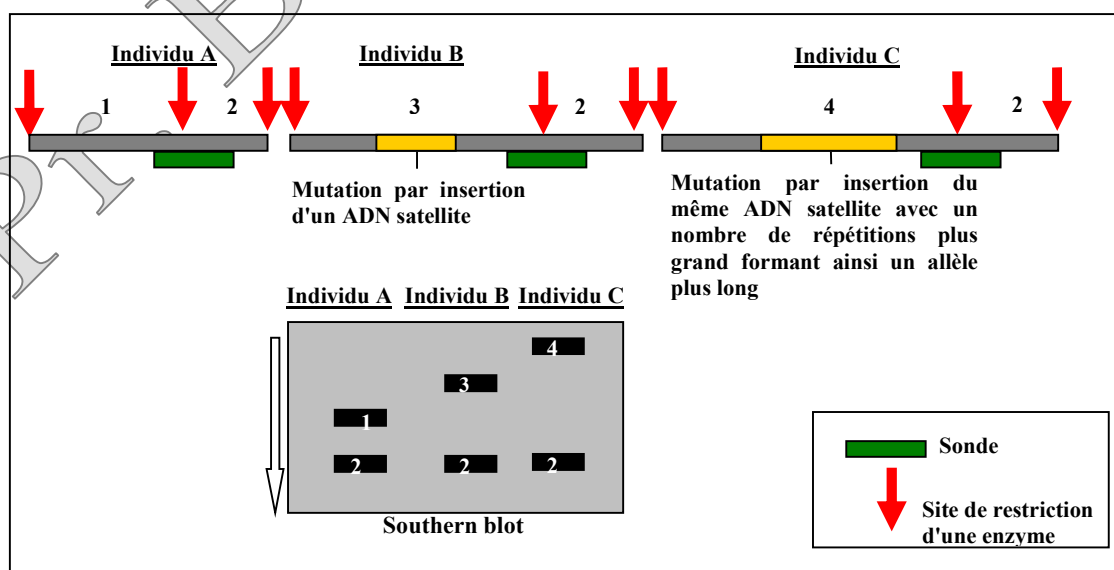 Individu A
Individu B
Individu C
1
2
3
2
4
2
Mutation par insertion
d'un ADN satellite
Mutation par insertion du
même ADN satellite avec un
nombre de répétitions plus
grand formant ainsi un allèle
plus long
Individu A Individu B Individu C
4
3
1
2 2 2
Southern blot
Sonde
Site de restriction
d'une enzyme
Pr. B